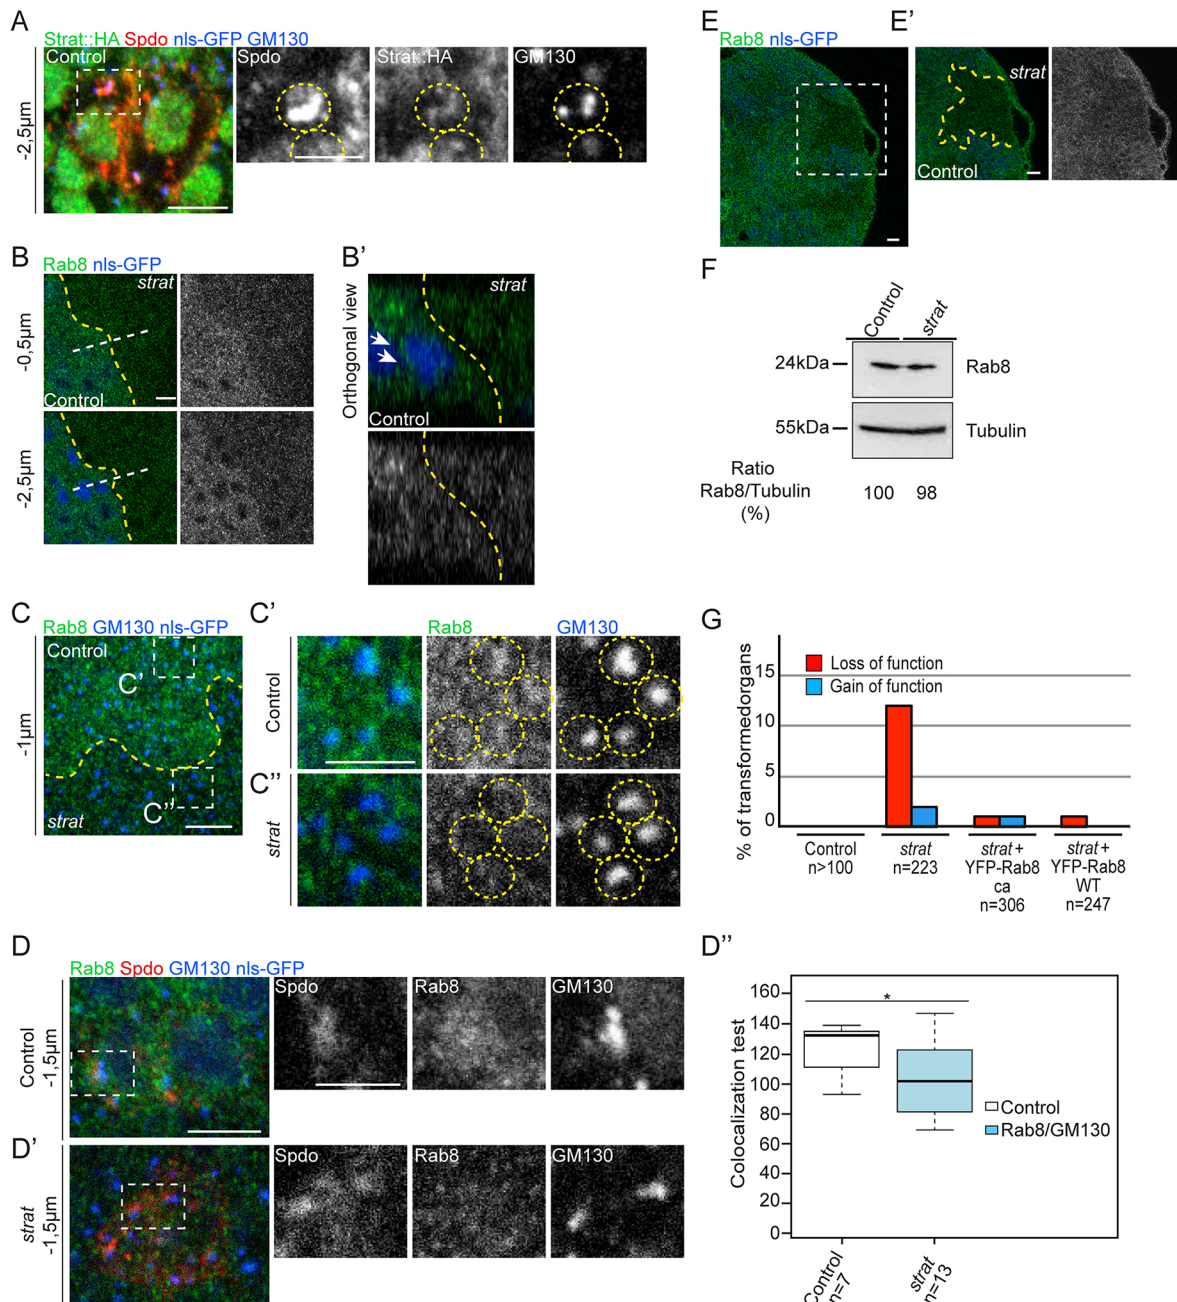 A
Strat::HA Spdo nls-GFP GM130
Control
Spdo
Strat::HA
GM130
-2,5µm
B
Rab8 nls-GFP
strat
Control
-0,5µm
-2,5µm
B'
Orthogonal view
strat
Control
C
Rab8 GM130 nls-GFP
Control
C'
C''
strat
-1µm
C'
Rab8
GM130
Control
C''
strat
D
Rab8 Spdo GM130 nls-GFP
Control
-1,5µm
Spdo
Rab8
GM130
D'
strat
-1,5µm
Spdo
Rab8
GM130
E
Rab8 nls-GFP
E'
strat
Control
F
Control
strat
24kDa
Rab8
55kDa
Tubulin
Ratio
Rab8/Tubulin
(%)
100
98
G
% of transformedorgans
15
10
5
0
Loss of function
Gain of function
Control
n>100
strat
n=223
strat +
YFP-Rab8
ca
n=306
strat +
YFP-Rab8
WT
n=247
D''
Colocalization test
160
140
120
100
80
60
40
20
0
*
Control
Rab8/GM130
Control
n=7
strat
n=13